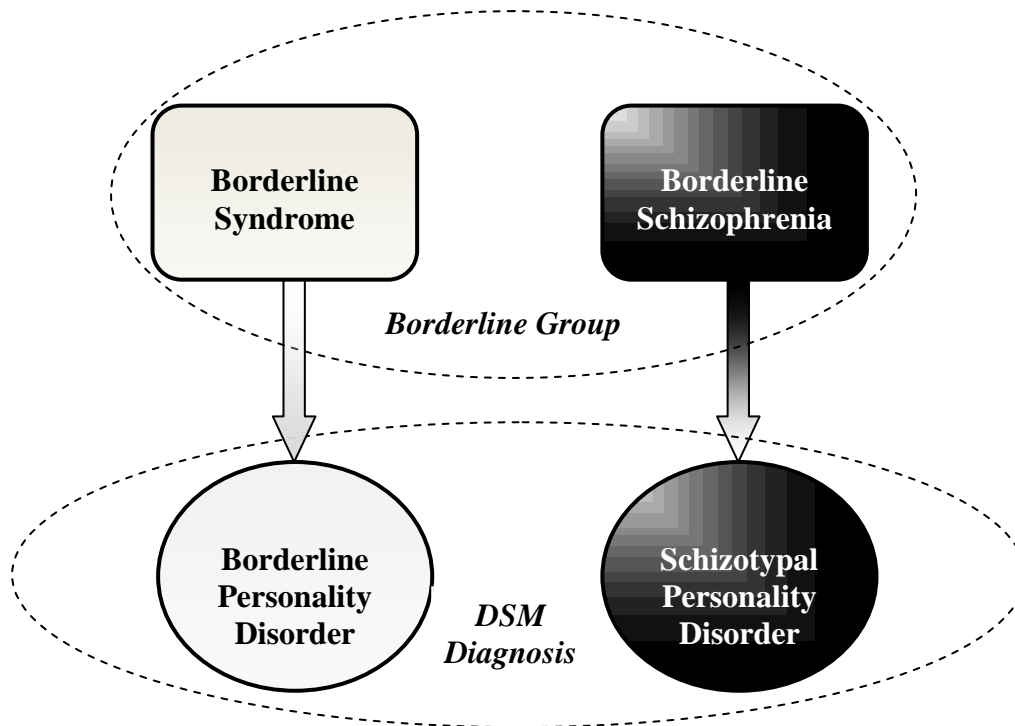 Borderline
Syndrome
Borderline
Schizophrenia
Borderline Group
Borderline
Personality
Disorder
DSM
Diagnosis
Schizotypal
Personality
Disorder